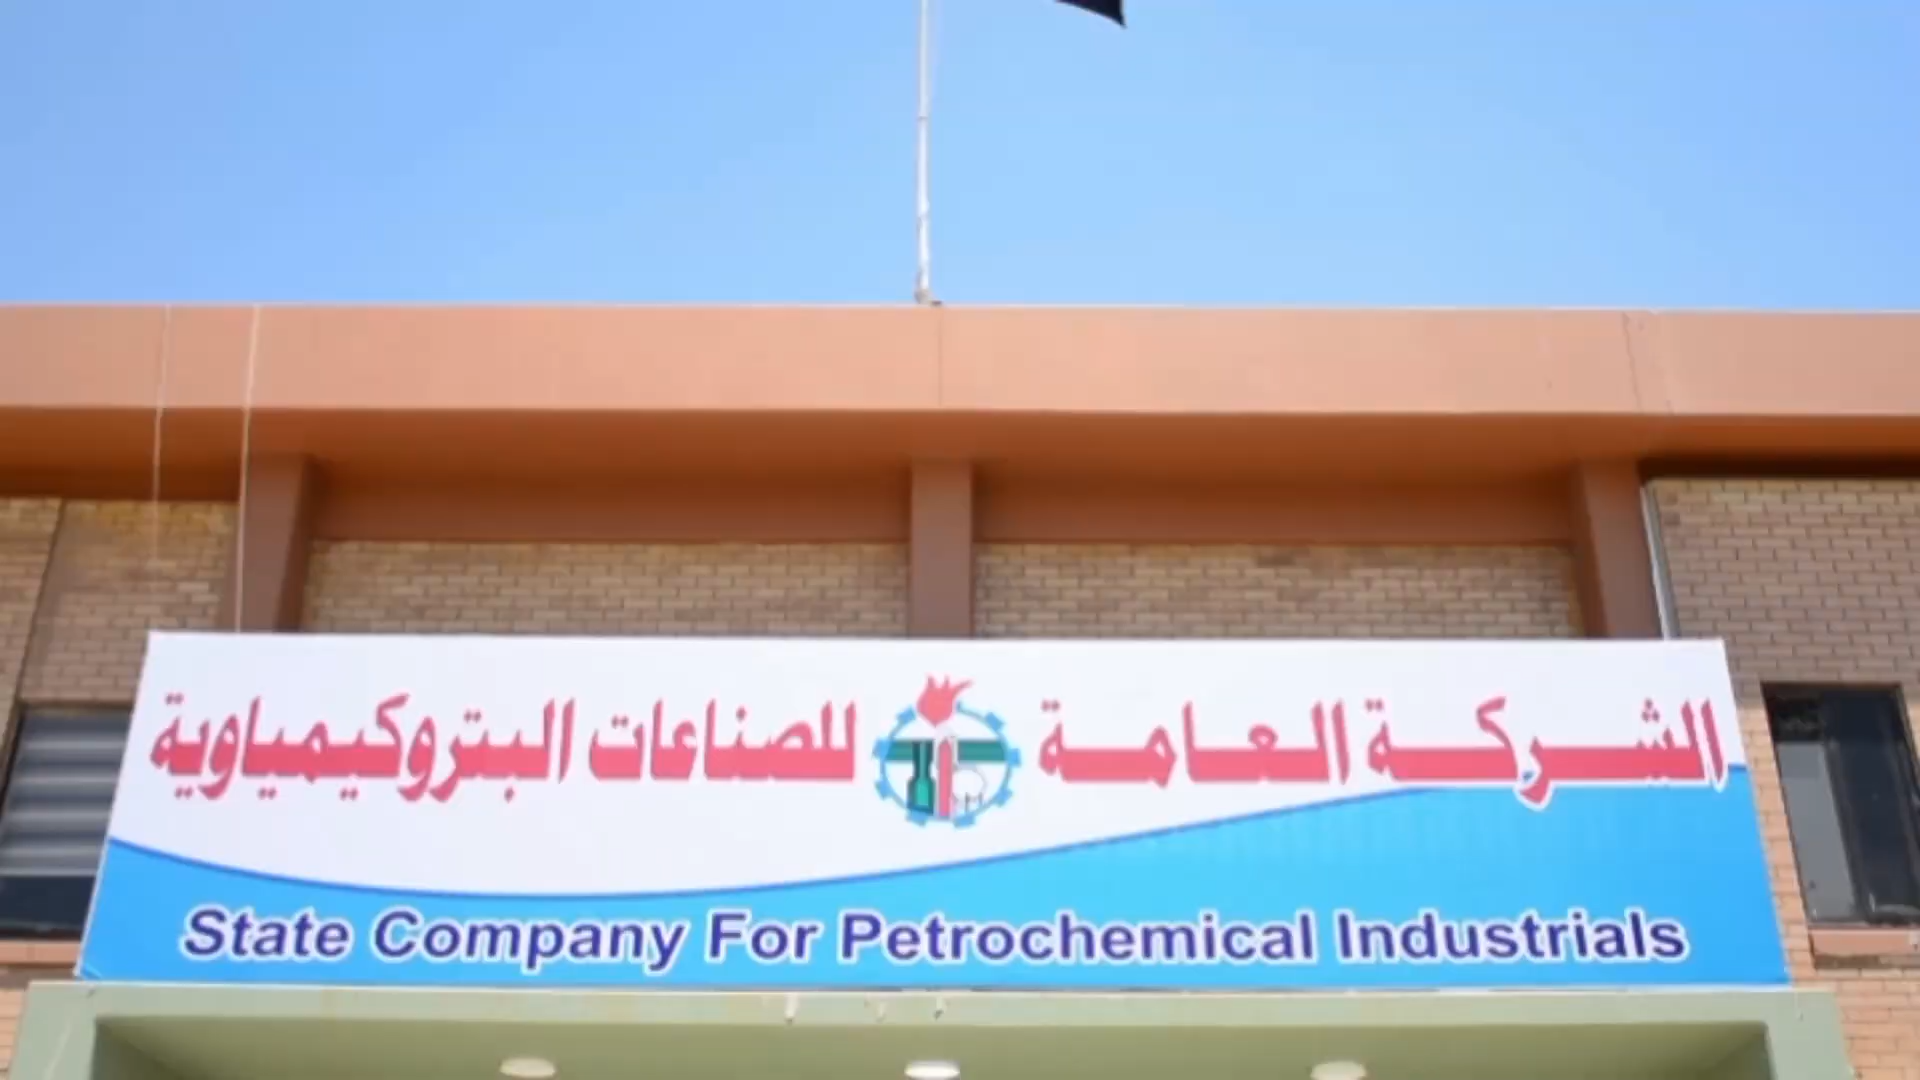 الشركة العامة للصناعات البتروكيمياوية
State Company For Petrochemical Industrials